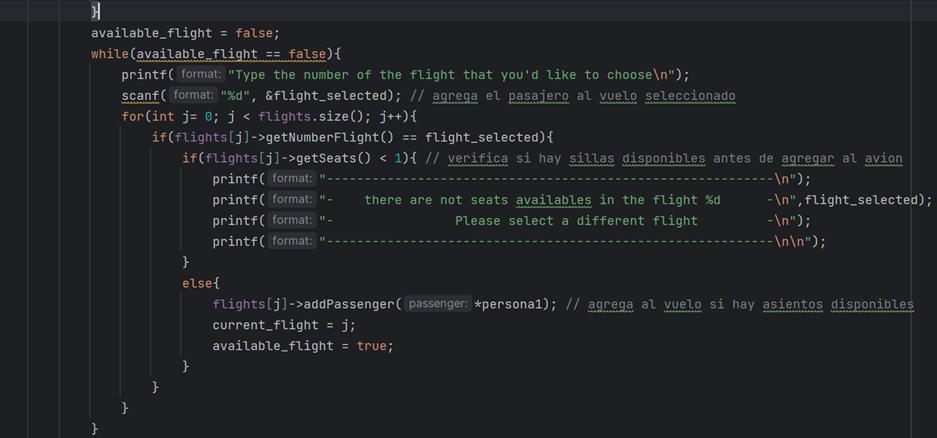 }
available_flight = false;
while(available_flight == false){
printf( format: "Type the number of the flight that you'd like to choose\n");
scanf( format: "%d", &flight_selected); // agrega el pasajero al vuelo seleccionado
for(int j= 0; j < flights.size(); j++){
if(flights[j]->getNumberFlight() == flight_selected){
if(flights[j]->getSeats() < 1){ // verifica si hay sillas disponibles antes de agregar al avion
printf( format: "-----------------------------------------------------------\n");
printf( format: "-    there are not seats availables in the flight %d      -\n",flight_selected);
printf( format: "-                Please select a different flight         -\n");
printf( format: "-----------------------------------------------------------\n\n");
}
else{
flights[j]->addPassenger( passenger: *persona1); // agrega al vuelo si hay asientos disponibles
current_flight = j;
available_flight = true;
}
}
}
}